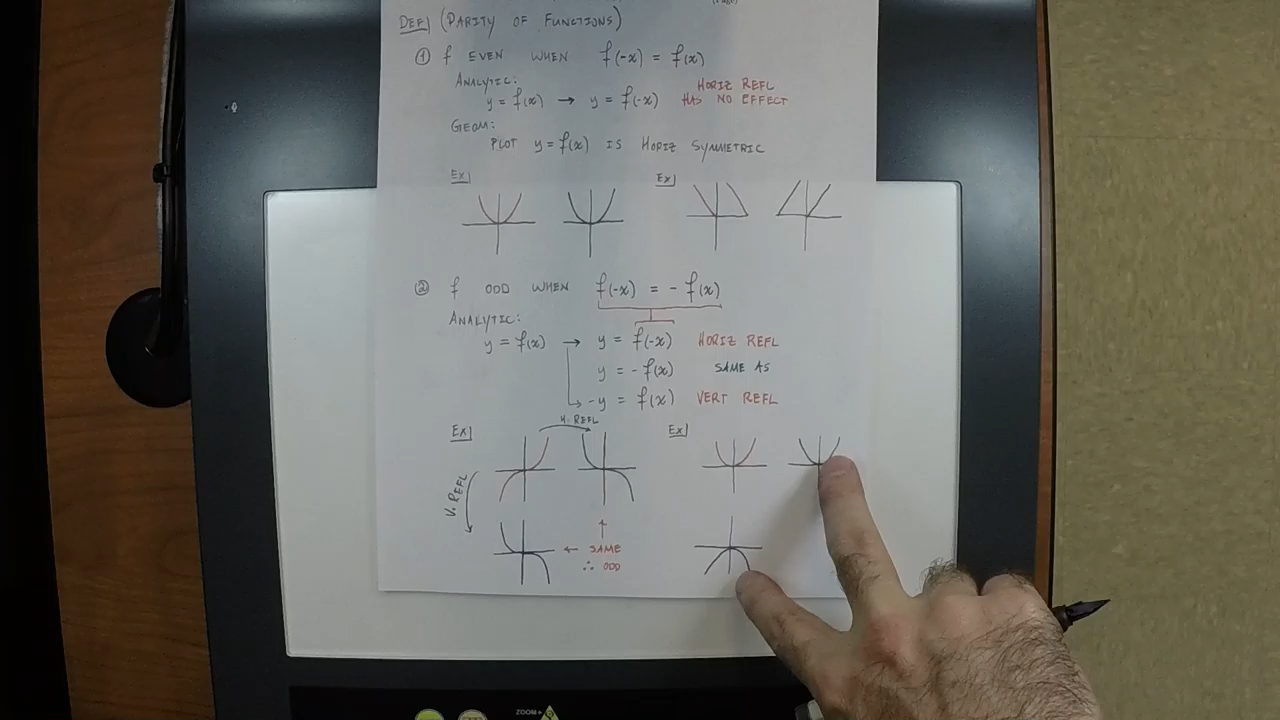 DEF) (PARITY OF FUNCTIONS)
① f EVEN WHEN f(-x) = f(x)
ANALYTIC:
y = f(x) → y = f(-x) HORIZ REFL HAS NO EFFECT
GEOM:
PLOT y = f(x) IS HORIZ SYMMETRIC
EX) EX)
② f ODD WHEN f(-x) = - f(x)
ANALYTIC:
y = f(x) → y = f(-x) HORIZ REFL
y = - f(x) SAME AS
-y = f(x) VERT REFL
EX) H. REFL EX)
V. REFL
← SAME
∴ ODD
ZOOM